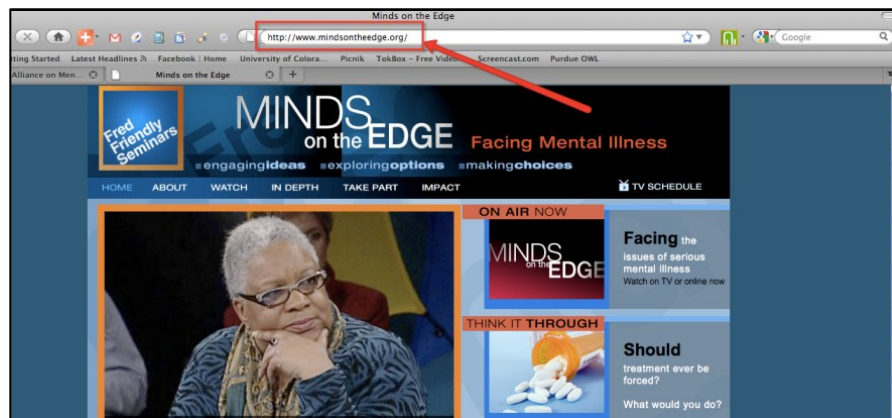 Minds on the Edge
http://www.mindsontheedge.org/
Google
tting Started Latest Headlines Facebook Home University of Colora... Picnik TokBox - Free Video... Screencast.com Purdue OWL
Alliance on Men... Minds on the Edge
Fred
Friendly
Seminars
MINDS
on the EDGE Facing Mental Illness
engagingideas exploringoptions makingchoices
HOME ABOUT WATCH IN DEPTH TAKE PART IMPACT TV SCHEDULE
ON AIR NOW
MINDS
on the EDGE
Facing the
issues of serious
mental illness
Watch on TV or online now
THINK IT THROUGH
Should
treatment ever be
forced?
What would you do?